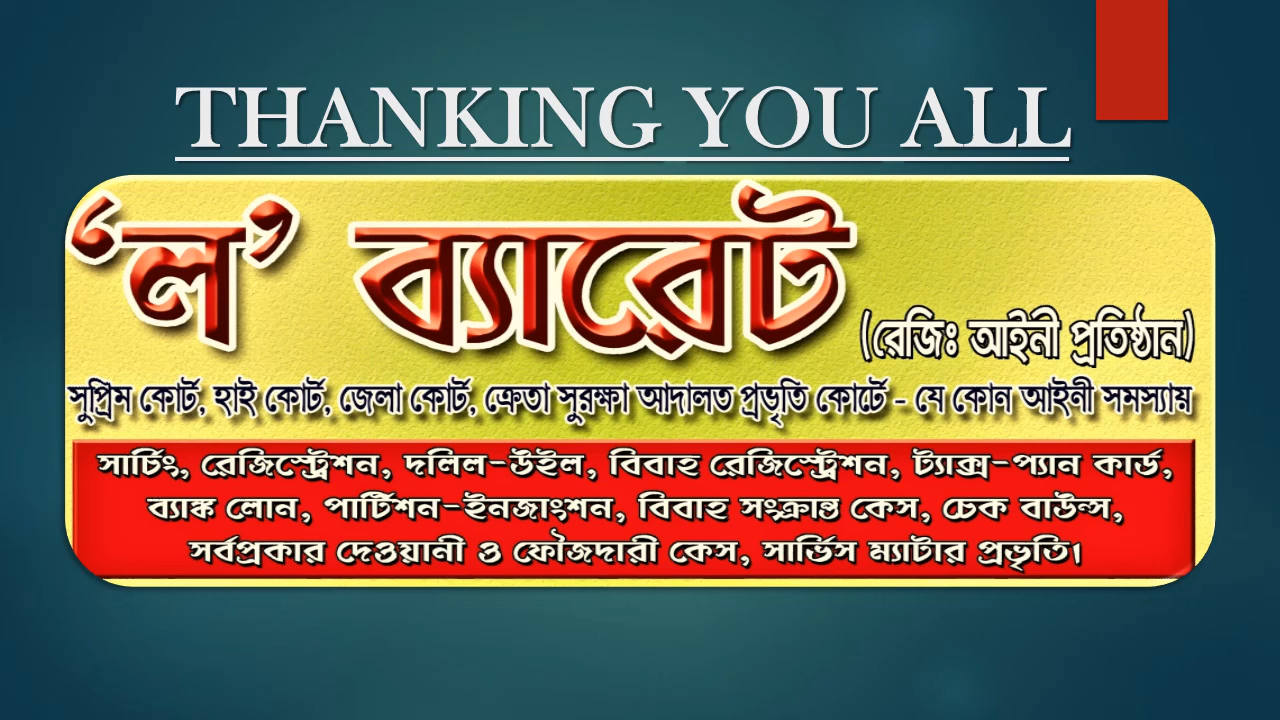 THANKING YOU ALL
‘ল’ ব্যারেট
(রেজিঃ আইনী প্রতিষ্ঠান)
সুপ্রিম কোর্ট, হাই কোর্ট, জেলা কোর্ট, ক্রেতা সুরক্ষা আদালত প্রভৃতি কোর্টে - যে কোন আইনী সমস্যায়
সার্চিং, রেজিস্ট্রেশন, দলিল-উইল, বিবাহ রেজিস্ট্রেশন, ট্যাক্স-প্যান কার্ড,
ব্যাঙ্ক লোন, পার্টিশন-ইনজাংশন, বিবাহ সংক্রান্ত কেস, চেক বাউন্স,
সর্বপ্রকার দেওয়ানী ও ফৌজদারী কেস, সার্ভিস ম্যাটার প্রভৃতি।